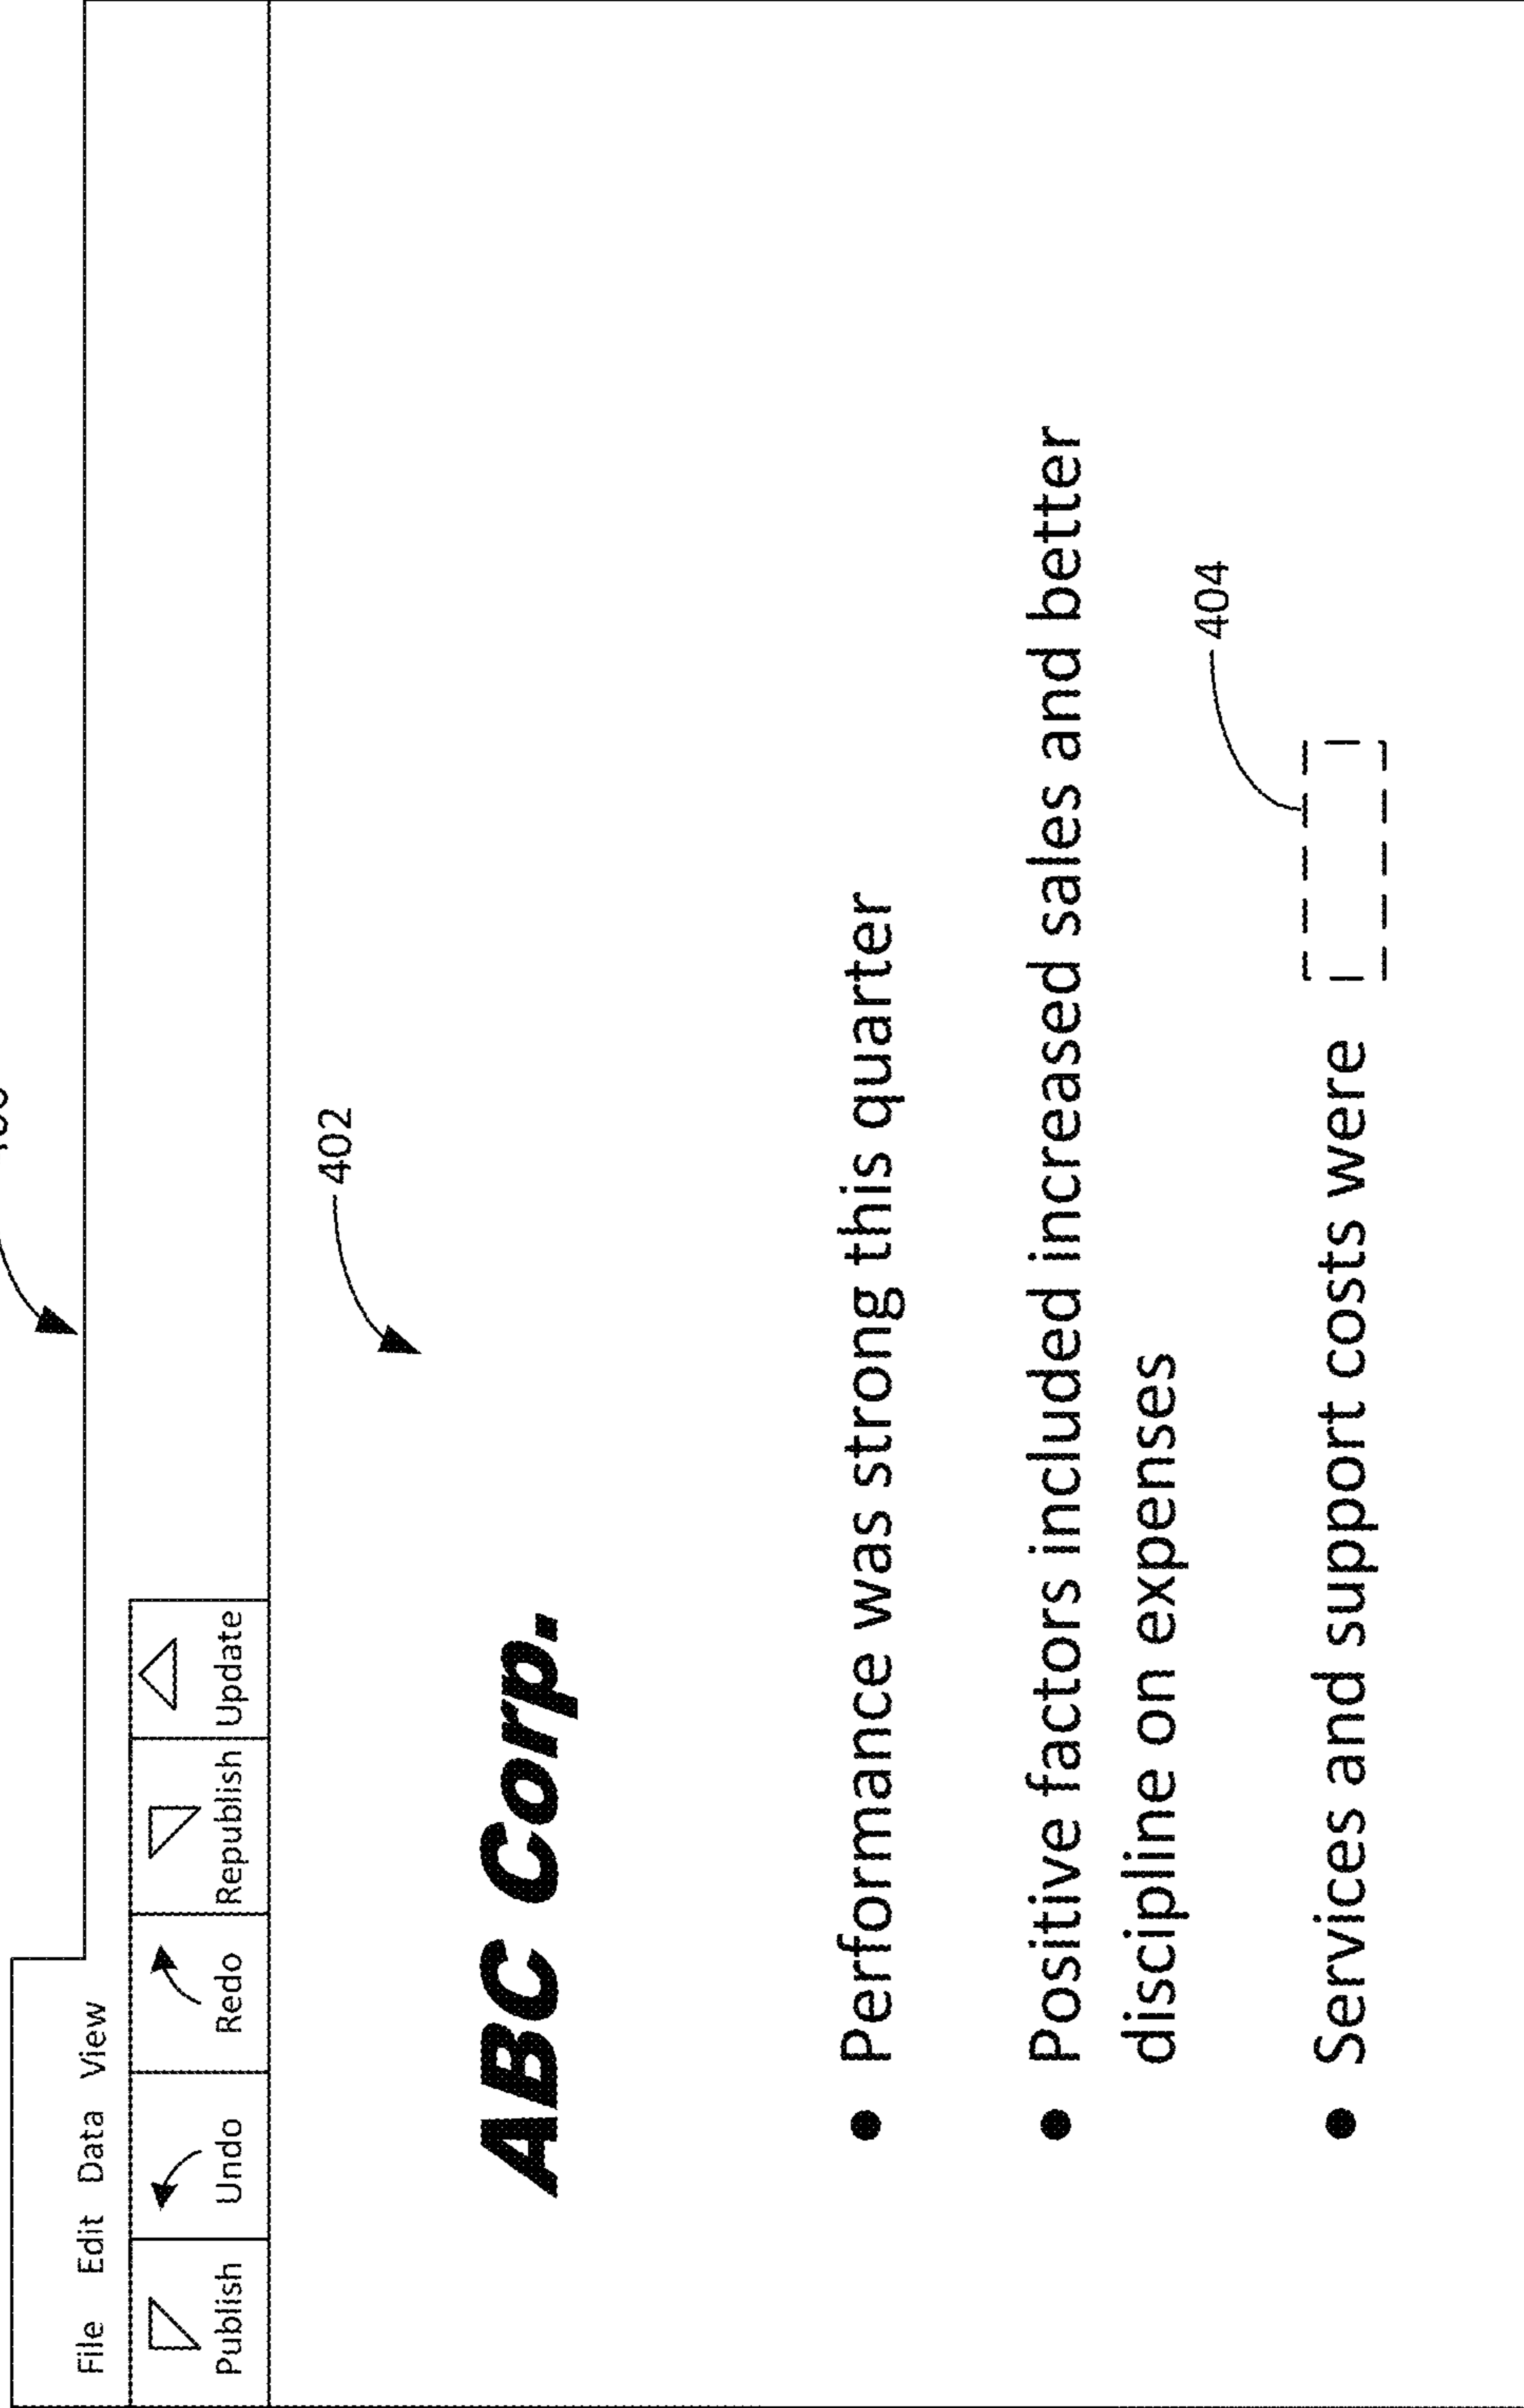 File Edit Data View
Publish Undo Redo Republish Update
402
ABC Corp.
• Performance was strong this quarter
• Positive factors included increased sales and better
discipline on expenses
404
• Services and support costs were